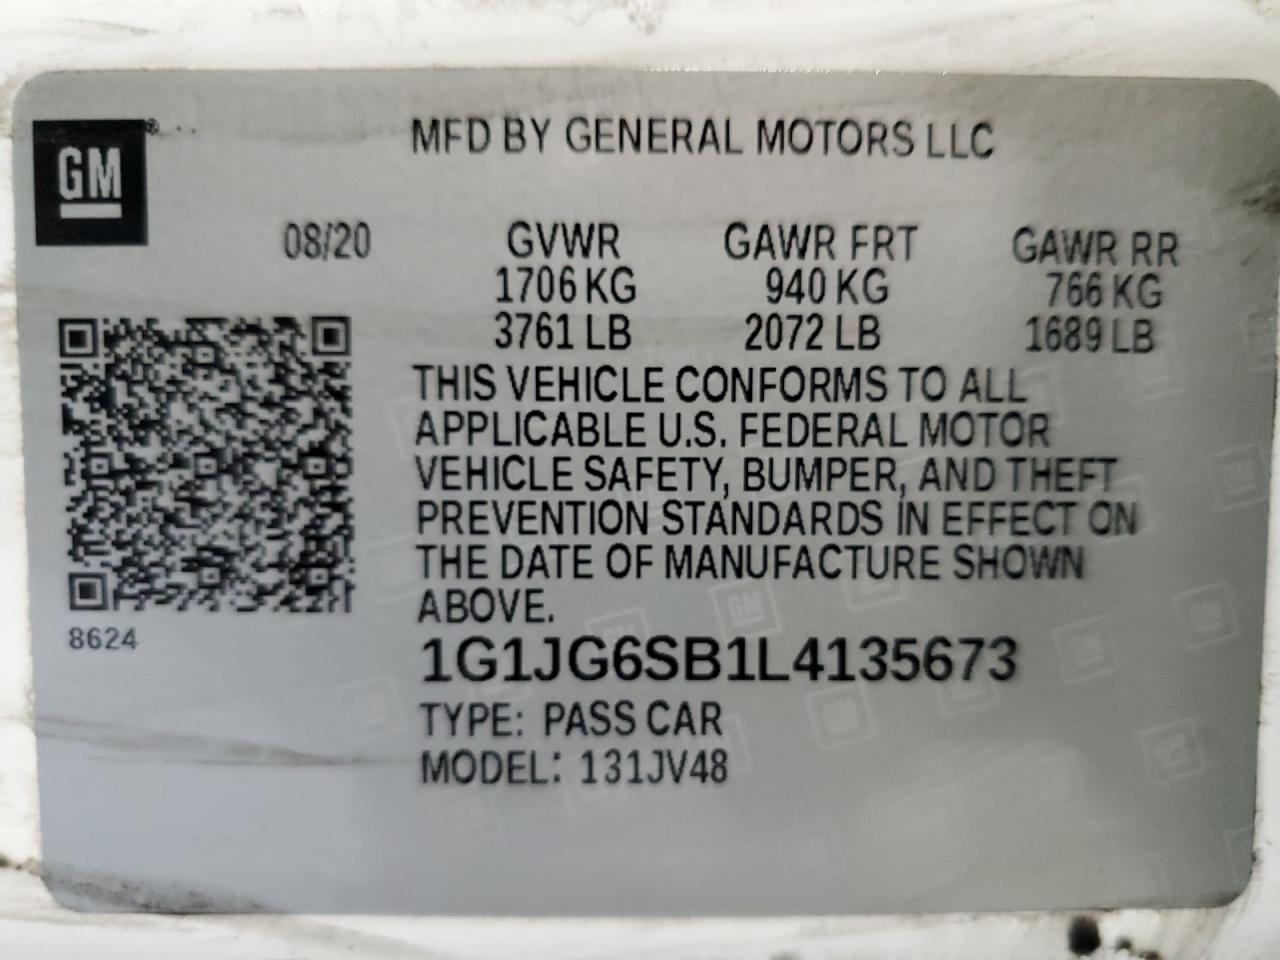 GM
MFD BY GENERAL MOTORS LLC
08/20 GVWR GAWR FRT GAWR RR
1706 KG 940 KG 766 KG
3761 LB 2072 LB 1689 LB
THIS VEHICLE CONFORMS TO ALL
APPLICABLE U.S. FEDERAL MOTOR
VEHICLE SAFETY, BUMPER, AND THEFT
PREVENTION STANDARDS IN EFFECT ON
THE DATE OF MANUFACTURE SHOWN
ABOVE.
8624
1G1JG6SB1L4135673
TYPE: PASS CAR
MODEL: 131JV48